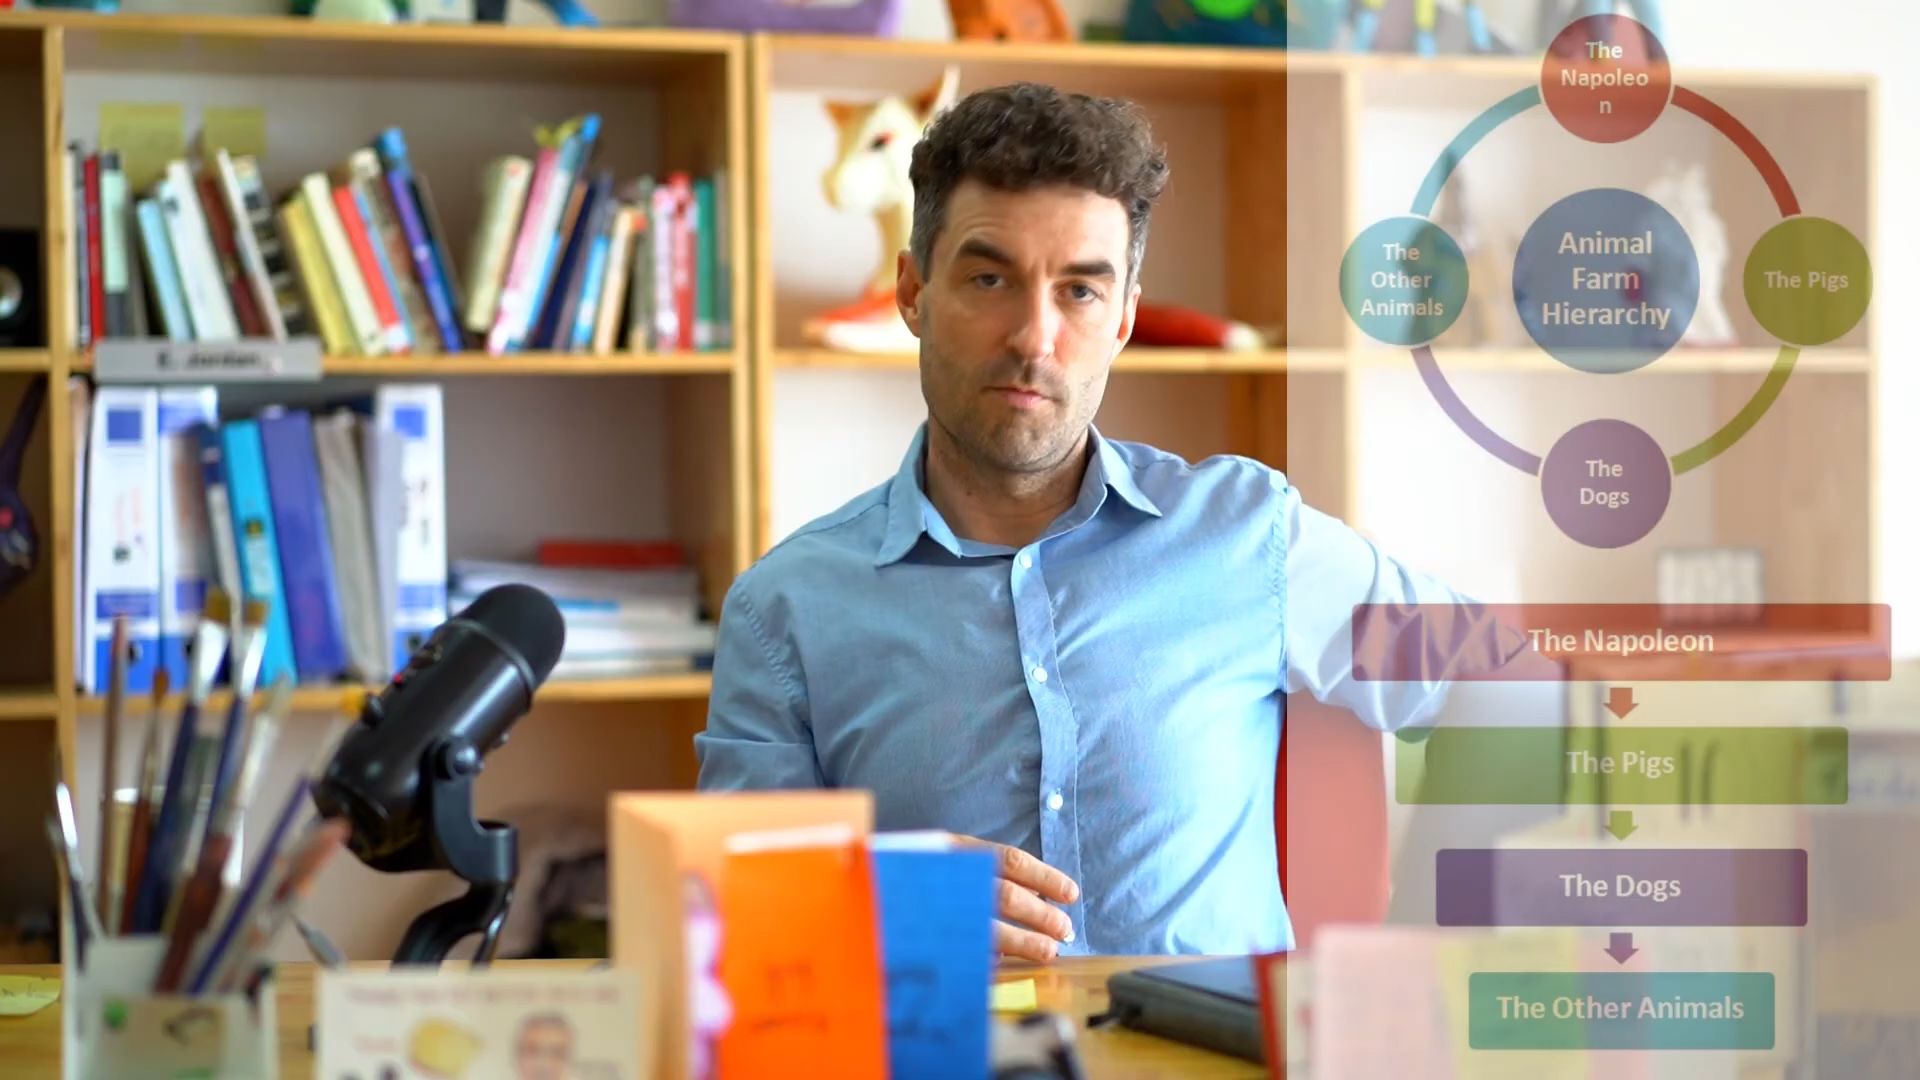 The
Napoleo
n
The
Other
Animals
Animal
Farm
Hierarchy
The Pigs
The
Dogs
The Napoleon
The Pigs
The Dogs
The Other Animals
E. Jordan